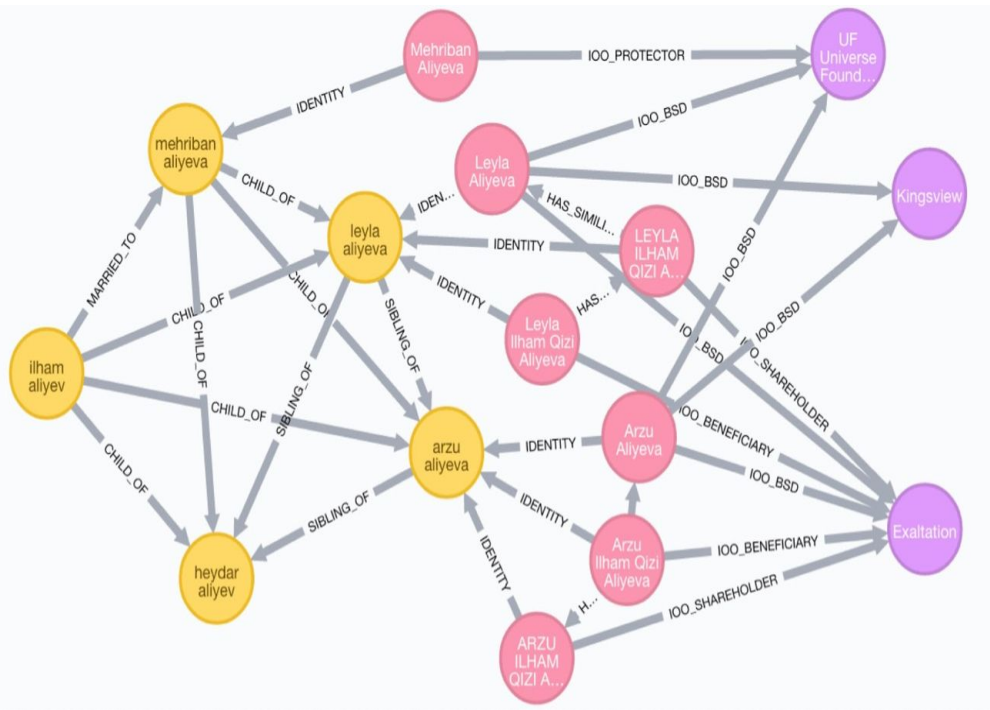 Mehriban
Aliyeva
IOO_PROTECTOR
UF
Universe
Found...
IDENTITY
IOO_BSD
mehriban
aliyeva
Leyla
Aliyeva
CHILD_OF
IOO_BSD
Kingsview
IDEN...
HAS_SIMILI...
leyla
aliyeva
IDENTITY
LEYLA
ILHAM
QIZI A...
IOO_BSD
MARRIED_TO
CHILD_OF
CHILD_OF
IDENTITY
HAS...
CHILD_OF
SIBLING_OF
Leyla
Ilham Qizi
Aliyeva
IOO_BSD
IOO_BSD
IOO_SHAREHOLDER
ilham
aliyev
CHILD_OF
SIBLING_OF
CHILD_OF
arzu
aliyeva
IDENTITY
Arzu
Aliyeva
IOO_BENEFICIARY
IOO_BSD
CHILD_OF
SIBLING_OF
IDENTITY
Exaltation
heydar
aliyev
IDENTITY
Arzu
Ilham Qizi
Aliyeva
IOO_BENEFICIARY
H...
IOO_SHAREHOLDER
ARZU
ILHAM
QIZI A...